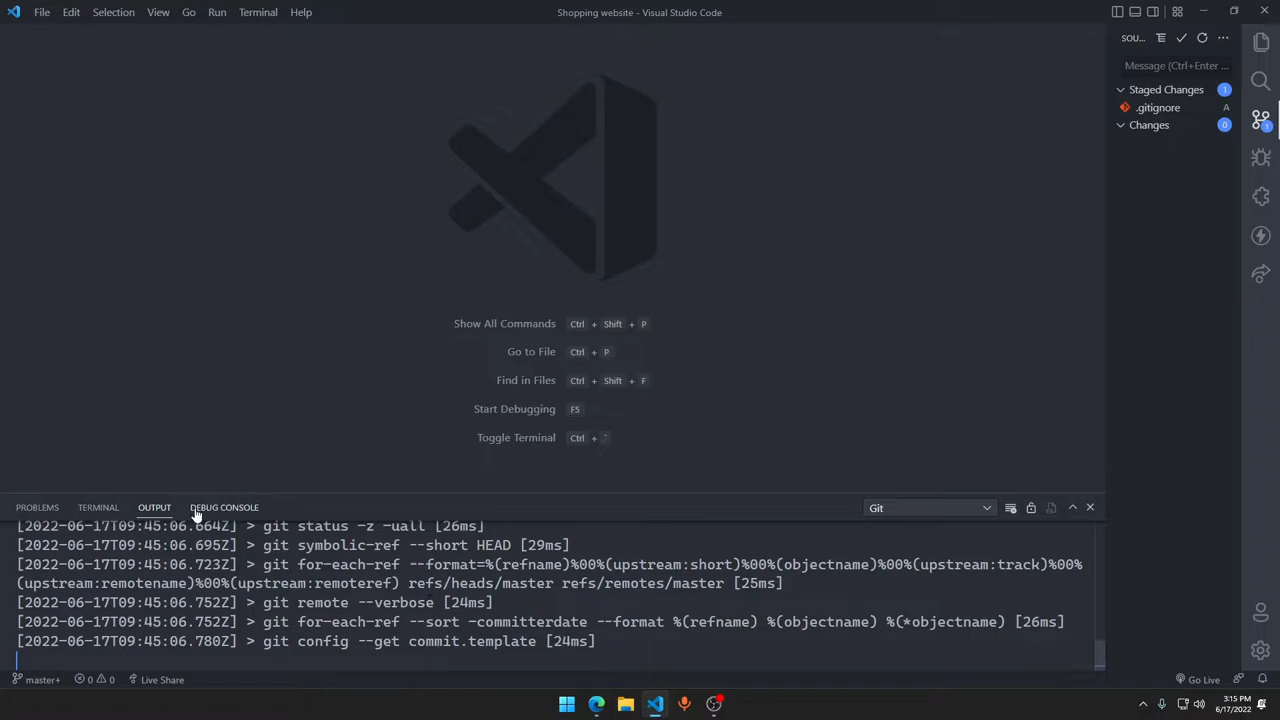 File Edit Selection View Go Run Terminal Help
Shopping website - Visual Studio Code
SOU...
Message (Ctrl+Enter ...
Staged Changes 1
.gitignore A
Changes 0
1
Show All Commands Ctrl + Shift + P
Go to File Ctrl + P
Find in Files Ctrl + Shift + F
Start Debugging F5
Toggle Terminal Ctrl + `
PROBLEMS TERMINAL OUTPUT DEBUG CONSOLE Git
[2022-06-17T09:45:06.664Z] > git status -z -uall [26ms]
[2022-06-17T09:45:06.695Z] > git symbolic-ref --short HEAD [29ms]
[2022-06-17T09:45:06.723Z] > git for-each-ref --format=%(refname)%00%(upstream:short)%00%(objectname)%00%(upstream:track)%00%
(upstream:remotename)%00%(upstream:remoteref) refs/heads/master refs/remotes/master [25ms]
[2022-06-17T09:45:06.752Z] > git remote --verbose [24ms]
[2022-06-17T09:45:06.752Z] > git for-each-ref --sort -committerdate --format %(refname) %(objectname) %(*objectname) [26ms]
[2022-06-17T09:45:06.780Z] > git config --get commit.template [24ms]
master+ 0 0 Live Share Go Live
3:15 PM
6/17/2022